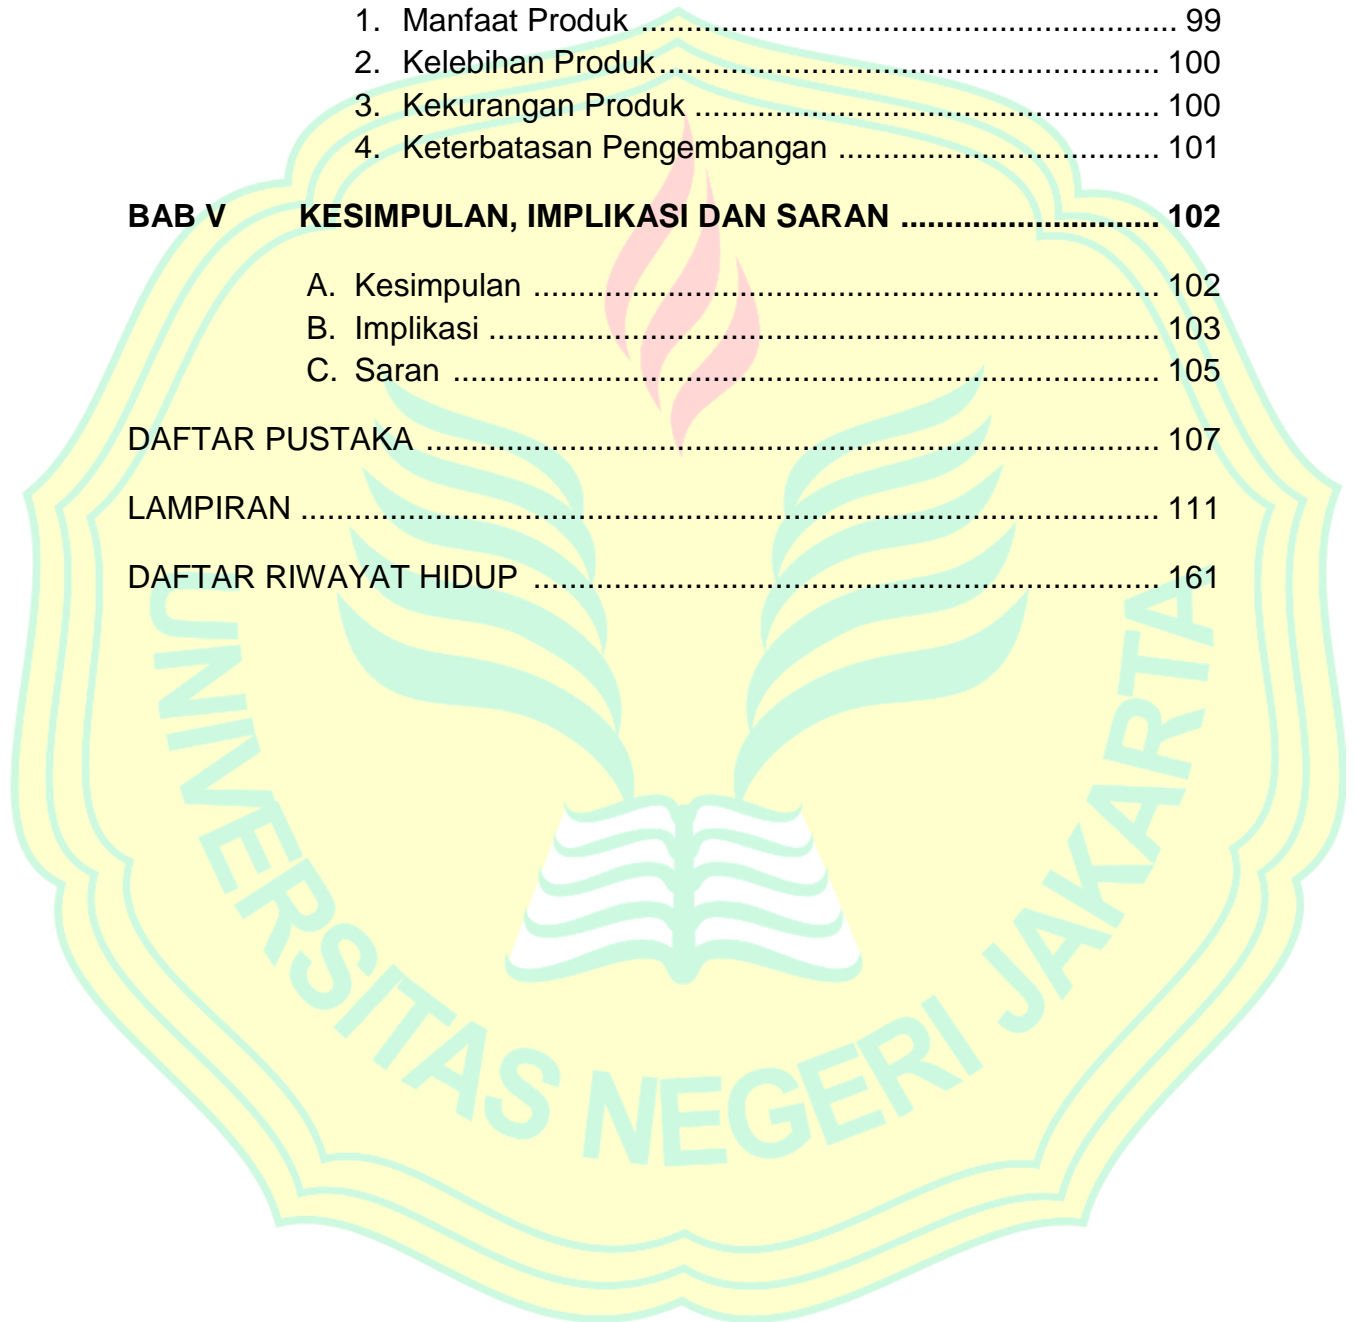 1. Manfaat Produk ............................................................ 99
2. Kelebihan Produk........................................................ 100
3. Kekurangan Produk .................................................... 100
4. Keterbatasan Pengembangan .................................... 101
BAB V KESIMPULAN, IMPLIKASI DAN SARAN ............................. 102
A. Kesimpulan ...................................................................... 102
B. Implikasi ........................................................................... 103
C. Saran ............................................................................... 105
DAFTAR PUSTAKA .................................................................................. 107
LAMPIRAN ................................................................................................ 111
DAFTAR RIWAYAT HIDUP ...................................................................... 161
UNIVERSITAS NEGERI JAKARTA